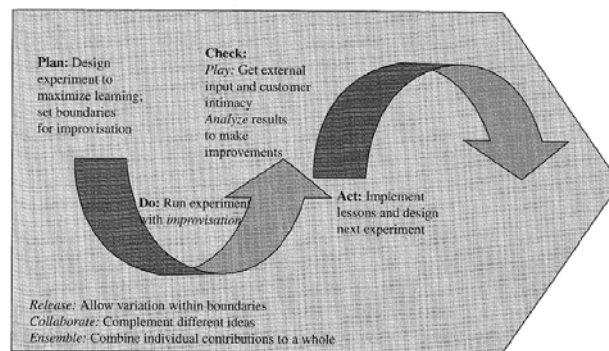 Plan: Design
experiment to
maximize learning;
set boundaries
for improvisation
Check:
Play: Get external
input and customer
intimacy
Analyze results
to make
improvements
Do: Run experiment
with improvisation
Act: Implement
lessons and design
next experiment
Release: Allow variation within boundaries
Collaborate: Complement different ideas
Ensemble: Combine individual contributions to a whole